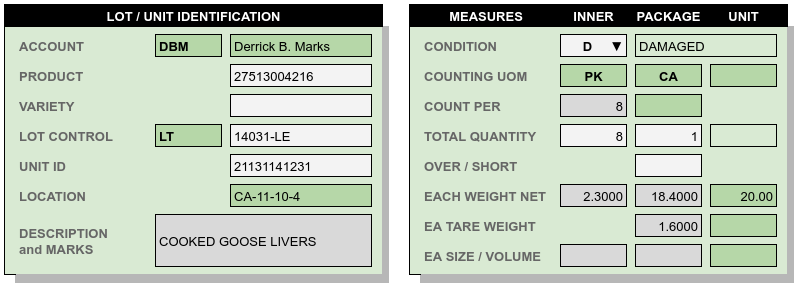 LOT / UNIT IDENTIFICATION
ACCOUNT DBM Derrick B. Marks
PRODUCT 27513004216
VARIETY
LOT CONTROL LT 14031-LE
UNIT ID 21131141231
LOCATION CA-11-10-4
DESCRIPTION
and MARKS
COOKED GOOSE LIVERS
MEASURES INNER PACKAGE UNIT
CONDITION D ▼ DAMAGED
COUNTING UOM PK CA
COUNT PER 8
TOTAL QUANTITY 8 1
OVER / SHORT
EACH WEIGHT NET 2.3000 18.4000 20.00
EA TARE WEIGHT 1.6000
EA SIZE / VOLUME